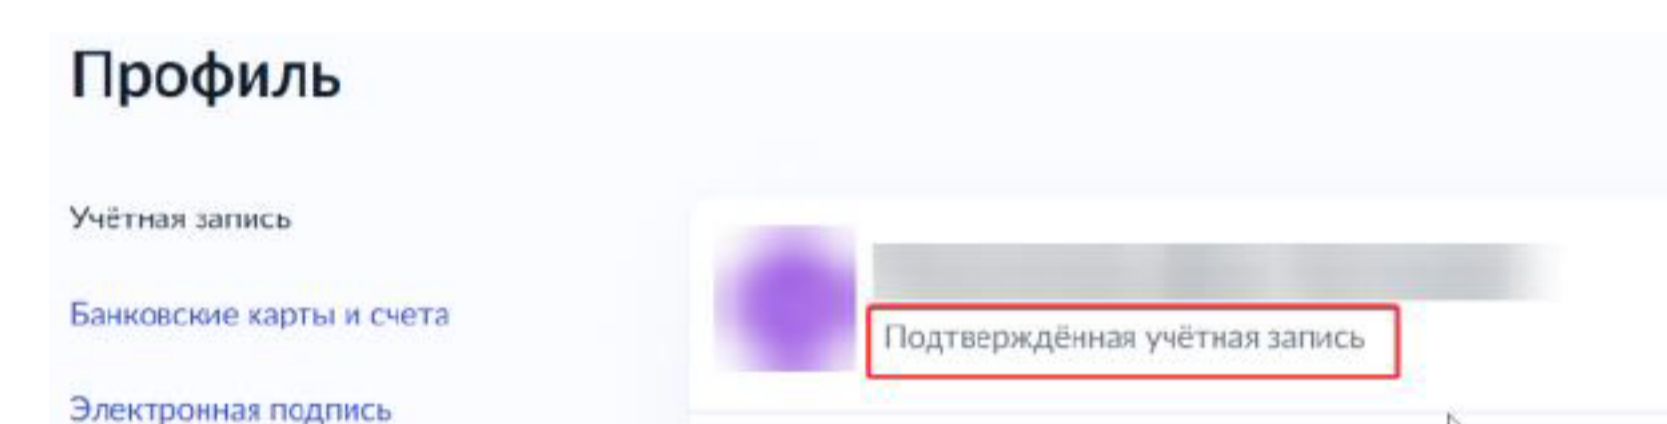 Профиль
Учётная запись
Банковские карты и счета
Электронная подпись
Подтверждённая учётная запись